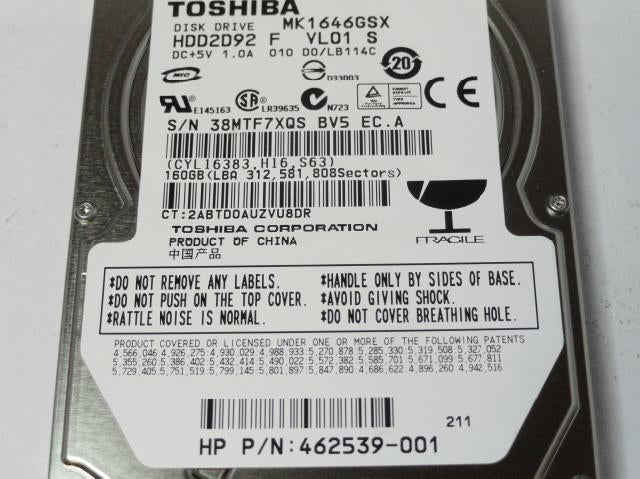 TOSHIBA
DISK DRIVE MK1646GSX
HDD2D92 F VL01 S
DC+5V 1.0A 010 D0/LB114C
MIC D33003 20
E145163 LR39635 N723
S/N 38MTF7XQS BV5 EC.A
(CYL16383,H16,S63)
160GB(LBA 312,581,808Sectors)
CT:2ABTD0AUZVU8DR
TOSHIBA CORPORATION
PRODUCT OF CHINA
中国产品
FRAGILE
*DO NOT REMOVE ANY LABELS. *HANDLE ONLY BY SIDES OF BASE.
*DO NOT PUSH ON THE TOP COVER. *AVOID GIVING SHOCK.
*RATTLE NOISE IS NORMAL. *DO NOT COVER BREATHING HOLE.
PRODUCT COVERED OR LICENSED UNDER ONE OR MORE OF THE FOLLOWING PATENTS
4,566,046 4,926,275 4,930,029 4,988,933 5,270,878 5,285,330 5,319,508 5,327,052
5,355,260 5,386,402 5,432,414 5,490,022 5,572,382 5,585,701 5,671,099 5,677,811
5,729,405 5,751,519 5,799,145 5,801,897 5,847,890 4,686,622 4,896,260 4,942,516
211
HP P/N:462539-001